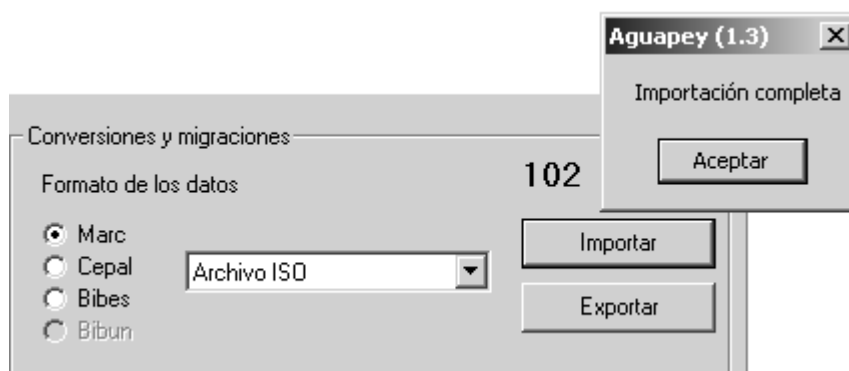 Aguapey (1.3)
Importación completa
Aceptar
Conversiones y migraciones
Formato de los datos
102
Marc
Cepal
Bibes
Bibun
Archivo ISO
Importar
Exportar